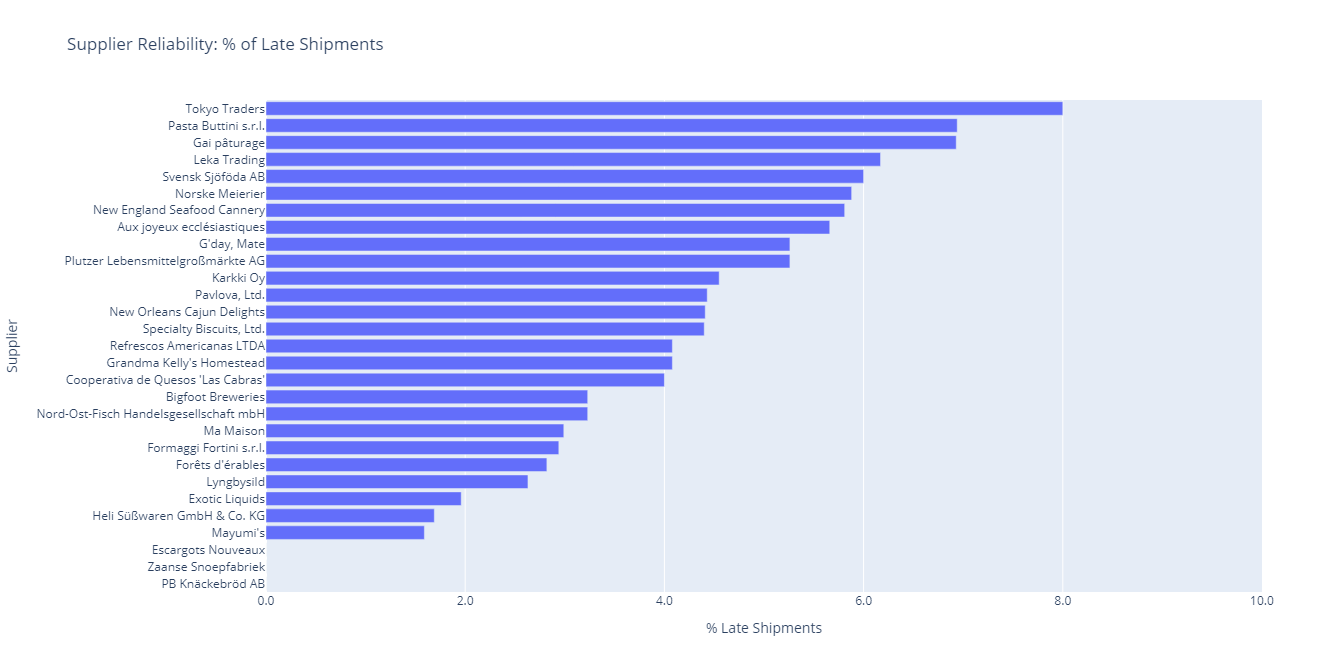 Supplier Reliability: % of Late Shipments
Tokyo Traders
Pasta Buttini s.r.l.
Gai pâturage
Leka Trading
Svensk Sjöföda AB
Norske Meierier
New England Seafood Cannery
Aux joyeux ecclésiastiques
G'day, Mate
Plutzer Lebensmittelgroßmärkte AG
Karkki Oy
Pavlova, Ltd.
New Orleans Cajun Delights
Specialty Biscuits, Ltd.
Refrescos Americanas LTDA
Grandma Kelly's Homestead
Cooperativa de Quesos 'Las Cabras'
Bigfoot Breweries
Nord-Ost-Fisch Handelsgesellschaft mbH
Ma Maison
Formaggi Fortini s.r.l.
Forêts d'érables
Lyngbysild
Exotic Liquids
Heli Süßwaren GmbH & Co. KG
Mayumi's
Escargots Nouveaux
Zaanse Snoepfabriek
PB Knäckebröd AB
Supplier
0.0 2.0 4.0 6.0 8.0 10.0
% Late Shipments